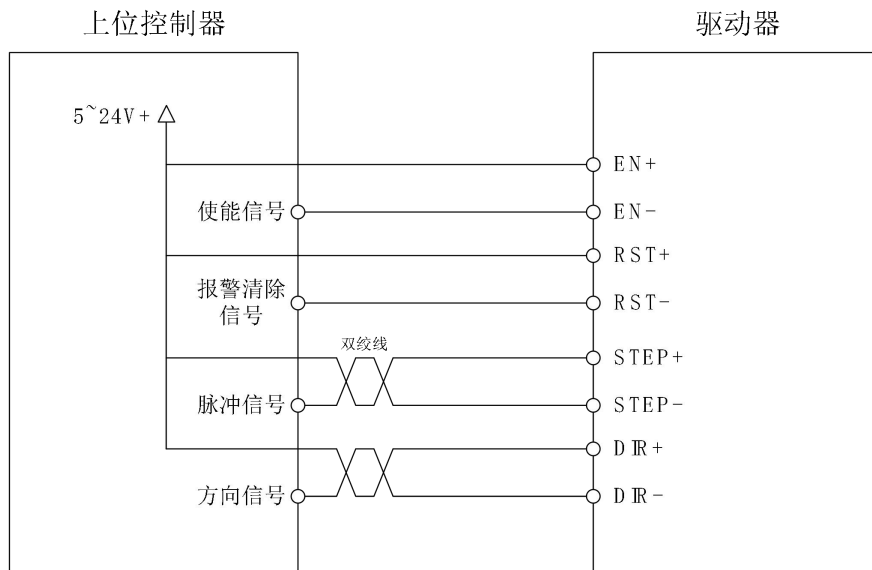 上位控制器
驱动器
5~24V+
EN+
使能信号
EN-
RST+
报警清除
信号
RST-
双绞线
STEP+
脉冲信号
STEP-
DIR+
方向信号
DIR-